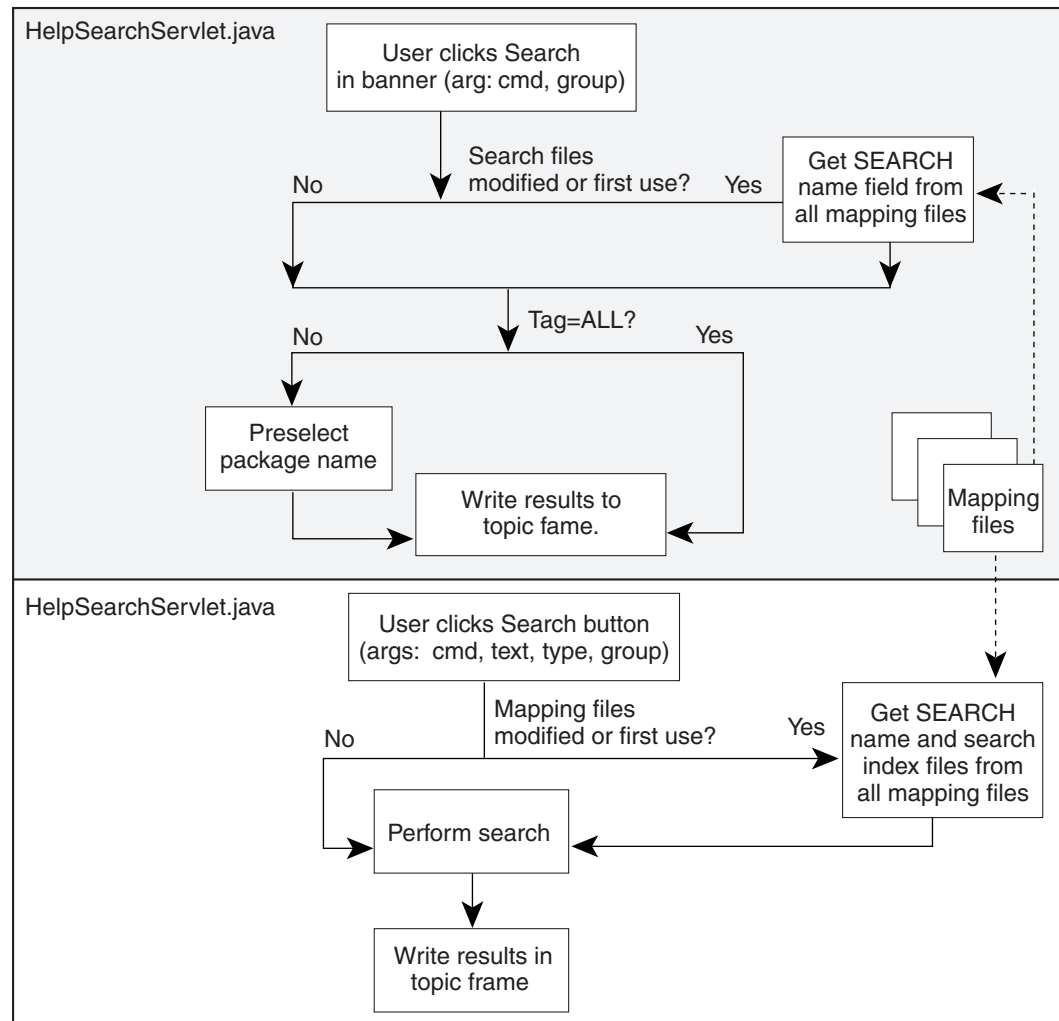 HelpSearchServlet.java
User clicks Search
in banner (arg: cmd, group)
Search files
modified or first use?
No
Yes
Get SEARCH
name field from
all mapping files
Tag=ALL?
No
Yes
Preselect
package name
Write results to
topic fame.
Mapping
files
HelpSearchServlet.java
User clicks Search button
(args: cmd, text, type, group)
Mapping files
modified or first use?
No
Yes
Get SEARCH
name and search
index files from
all mapping files
Perform search
Write results in
topic frame